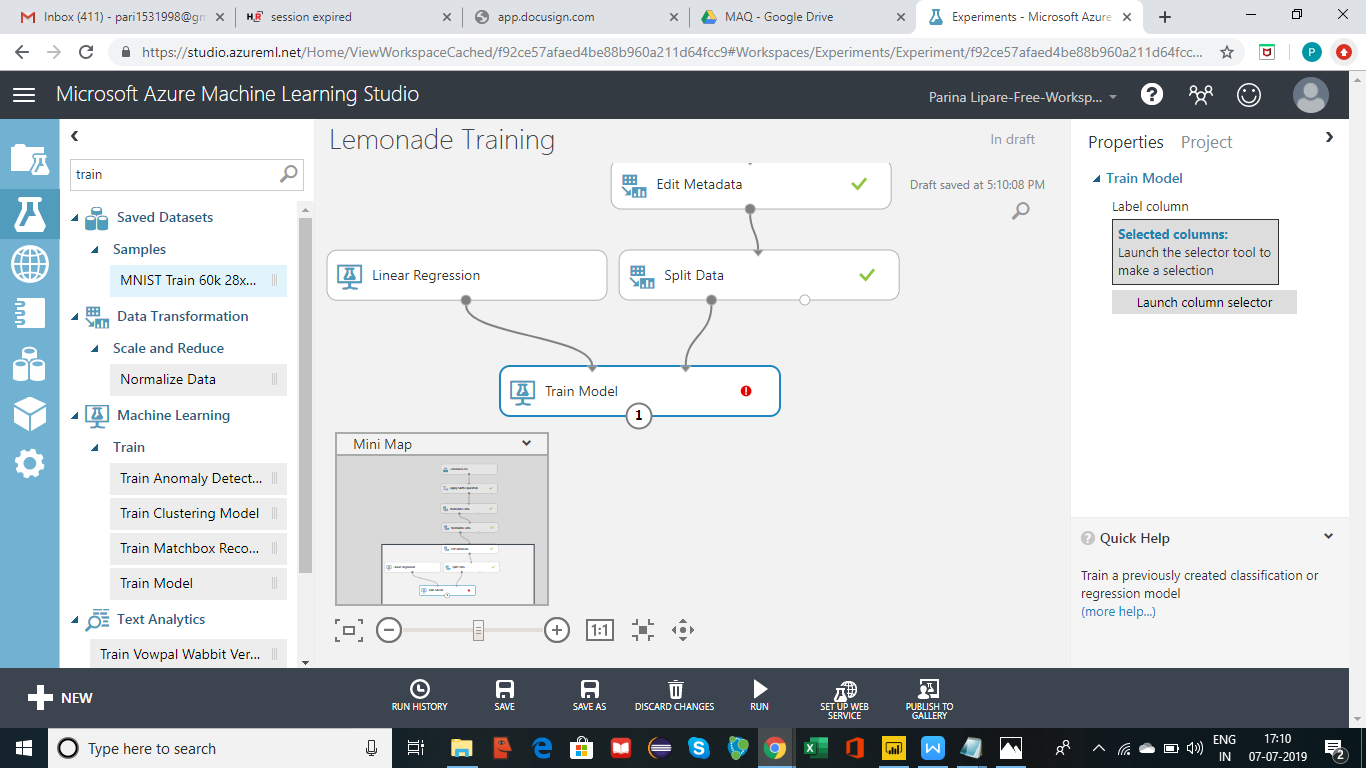 Inbox (411) - pari1531998@gm
session expired
app.docusign.com
MAQ - Google Drive
Experiments - Microsoft Azure
https://studio.azureml.net/Home/ViewWorkspaceCached/f92ce57afaed4be88b960a211d64fcc9#Workspaces/Experiments/Experiment/f92ce57afaed4be88b960a211d64fcc...
P
Microsoft Azure Machine Learning Studio
Parina Lipare-Free-Worksp...
train
Saved Datasets
Samples
MNIST Train 60k 28x...
Data Transformation
Scale and Reduce
Normalize Data
Machine Learning
Train
Train Anomaly Detect...
Train Clustering Model
Train Matchbox Reco...
Train Model
Text Analytics
Train Vowpal Wabbit Ver...
Lemonade Training
In draft
Draft saved at 5:10:08 PM
Edit Metadata
Linear Regression
Split Data
Train Model
1
Mini Map
1:1
Properties Project
Train Model
Label column
Selected columns:
Launch the selector tool to
make a selection
Launch column selector
Quick Help
Train a previously created classification or
regression model
(more help...)
NEW
RUN HISTORY
SAVE
SAVE AS
DISCARD CHANGES
RUN
SET UP WEB
SERVICE
PUBLISH TO
GALLERY
Type here to search
ENG
IN
17:10
07-07-2019
2